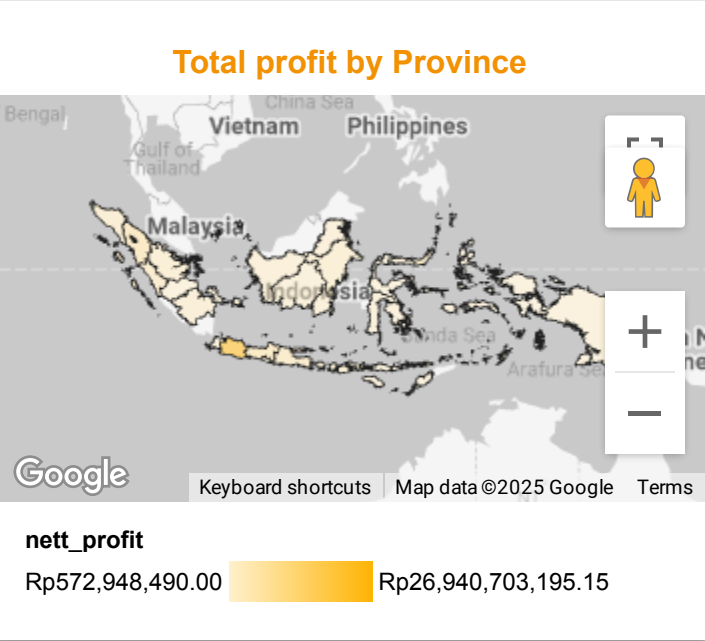 Total profit by Province
China Sea
Bengal
Vietnam
Philippines
Gulf of
Thailand
Malaysia
Indonesia
Banda Sea
Arafura Sea
Google
Keyboard shortcuts
Map data ©2025 Google
Terms
nett_profit
Rp572,948,490.00
Rp26,940,703,195.15